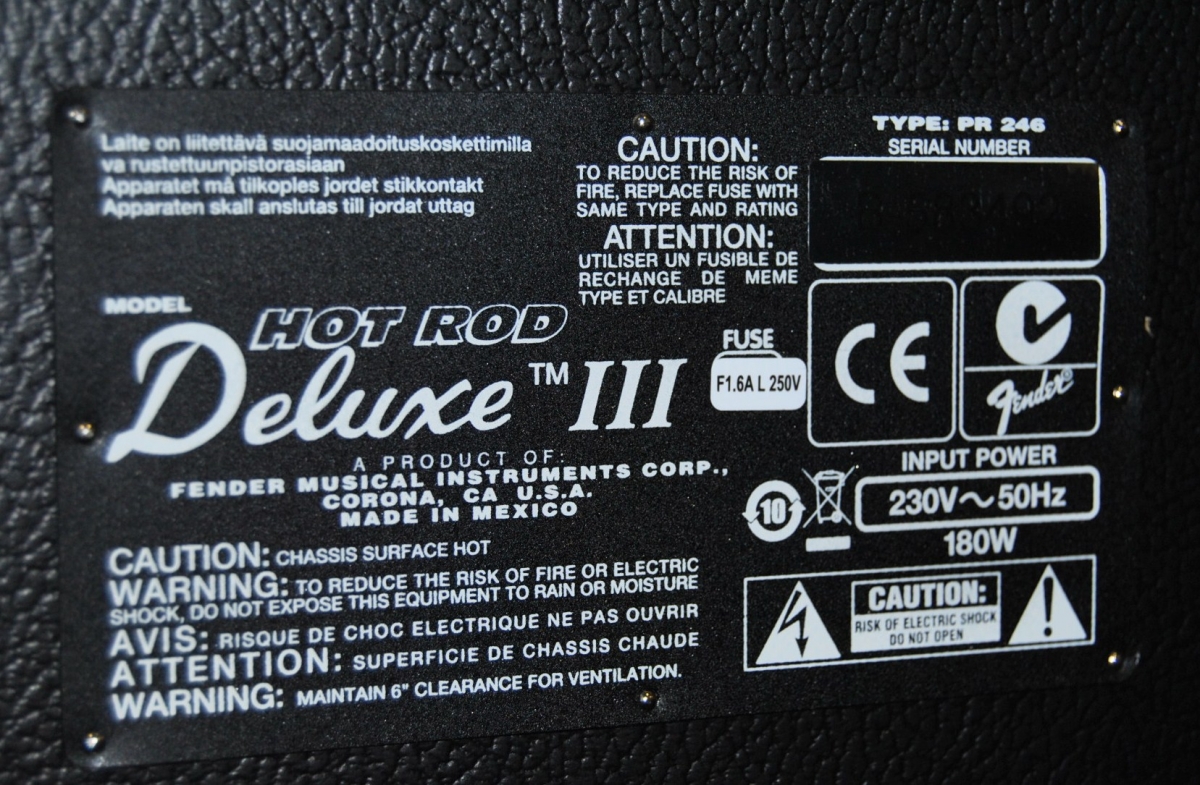 Laite on liitettävä suojamaadoituskoskettimilla
va rustettuunpistorasiaan
Apparatet må tilkoples jordet stikkontakt
Apparaten skall anslutas till jordat uttag
CAUTION:
TO REDUCE THE RISK OF
FIRE, REPLACE FUSE WITH
SAME TYPE AND RATING
ATTENTION:
UTILISER UN FUSIBLE DE
RECHANGE DE MEME
TYPE ET CALIBRE
TYPE: PR 246
SERIAL NUMBER
MODEL
HOT ROD
Deluxe™ III
FUSE
F1.6A L 250V
CE
Fender®
A PRODUCT OF:
FENDER MUSICAL INSTRUMENTS CORP.,
CORONA, CA U.S.A.
MADE IN MEXICO
10
INPUT POWER
230V~50Hz
180W
CAUTION: CHASSIS SURFACE HOT
WARNING: TO REDUCE THE RISK OF FIRE OR ELECTRIC
SHOCK, DO NOT EXPOSE THIS EQUIPMENT TO RAIN OR MOISTURE
AVIS: RISQUE DE CHOC ELECTRIQUE NE PAS OUVRIR
ATTENTION: SUPERFICIE DE CHASSIS CHAUDE
WARNING: MAINTAIN 6" CLEARANCE FOR VENTILATION.
CAUTION:
RISK OF ELECTRIC SHOCK
DO NOT OPEN